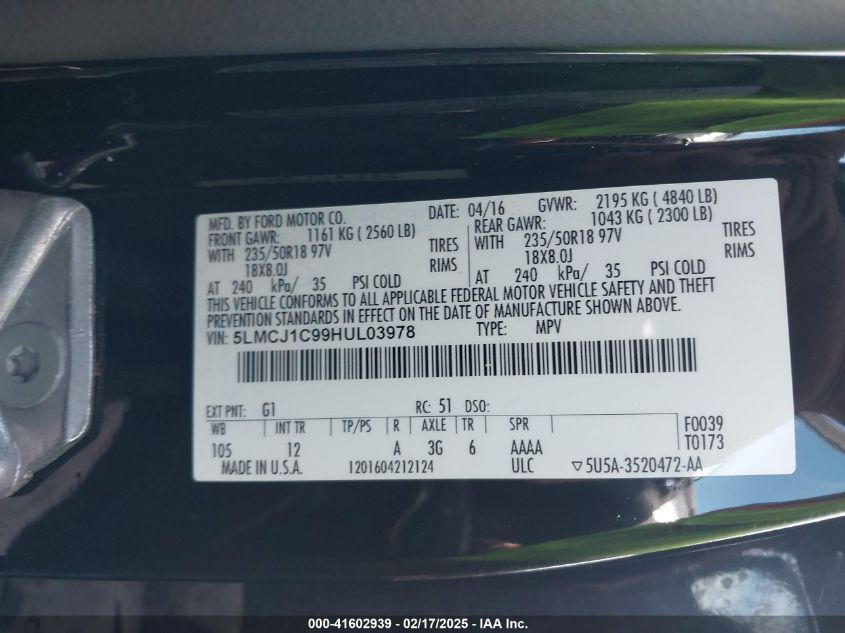 MFD. BY FORD MOTOR CO. DATE: 04/16 GVWR: 2195 KG ( 4840 LB)
FRONT GAWR: 1161 KG ( 2560 LB) REAR GAWR: 1043 KG ( 2300 LB)
WITH 235/50R18 97V TIRES WITH 235/50R18 97V TIRES
18X8.0J RIMS 18X8.0J RIMS
AT 240 kPa/ 35 PSI COLD AT 240 kPa/ 35 PSI COLD
THIS VEHICLE CONFORMS TO ALL APPLICABLE FEDERAL MOTOR VEHICLE SAFETY AND THEFT
PREVENTION STANDARDS IN EFFECT ON THE DATE OF MANUFACTURE SHOWN ABOVE.
VIN: 5LMCJ1C99HUL03978 TYPE: MPV
EXT PNT: G1 RC: 51 DSO:
WB INT TR TP/PS R AXLE TR SPR F0039
105 12 A 3G 6 AAAA T0173
MADE IN U.S.A. 1201604212124 ULC ▽5U5A-3520472-AA
000-41602939 - 02/17/2025 - IAA Inc.